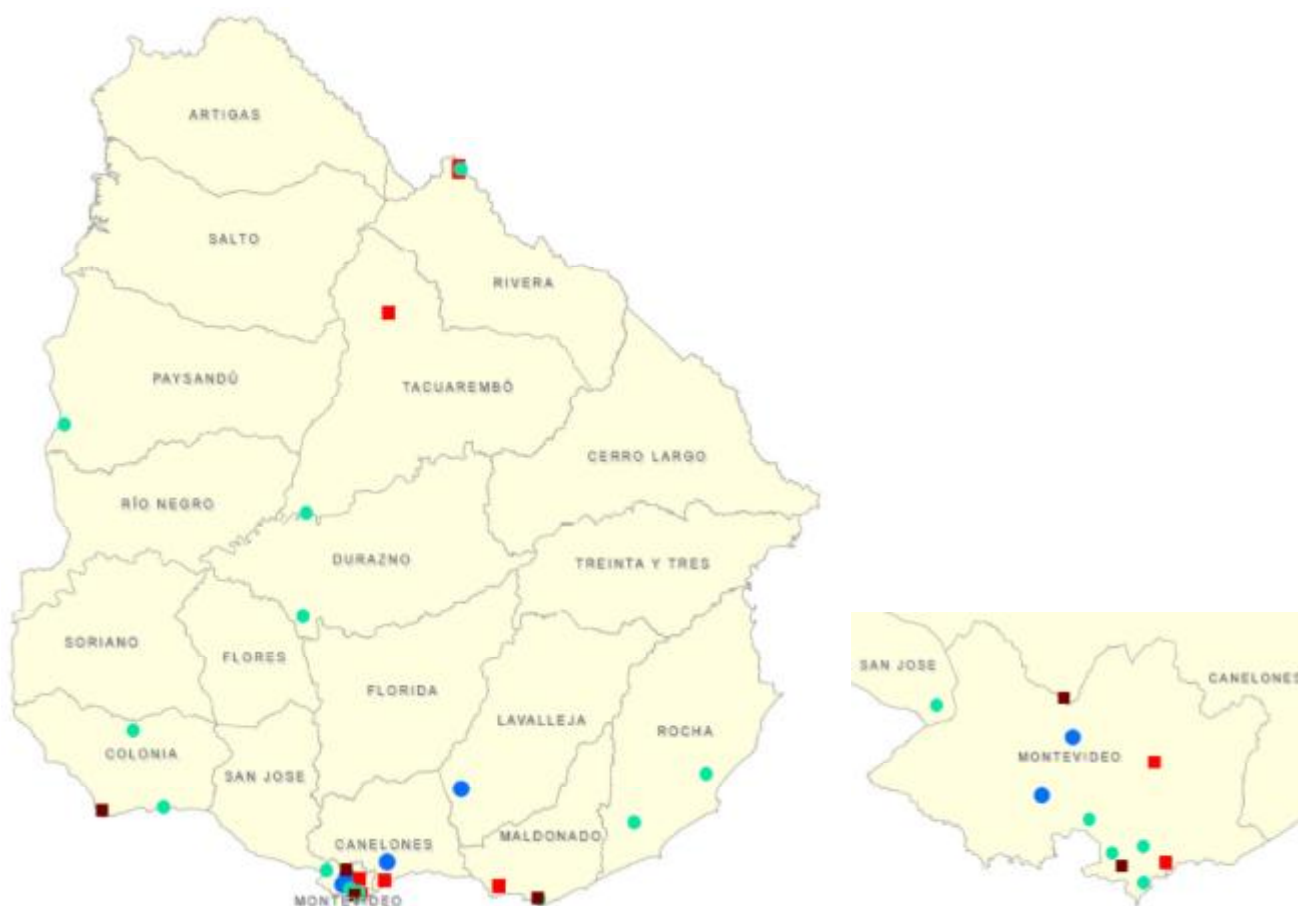 ARTIGAS
SALTO
RIVERA
PAYSANDÚ
TACUAREMBÓ
CERRO LARGO
RÍO NEGRO
DURAZNO
TREINTA Y TRES
SORIANO
FLORES
FLORIDA
LAVALLEJA
ROCHA
COLONIA
SAN JOSE
CANELONES
MALDONADO
MONTEVIDEO
SAN JOSE
CANELONES
MONTEVIDEO